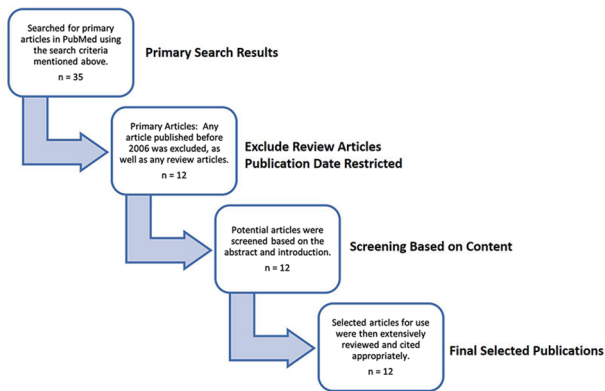 Searched for primary
articles in PubMed using
the search criteria
mentioned above.
n = 35
Primary Search Results
Primary Articles: Any
article published before
2006 was excluded, as
well as any review articles.
n = 12
Exclude Review Articles
Publication Date Restricted
Potential articles were
screened based on the
abstract and introduction.
n = 12
Screening Based on Content
Selected articles for use
were then extensively
reviewed and cited
appropriately.
n = 12
Final Selected Publications